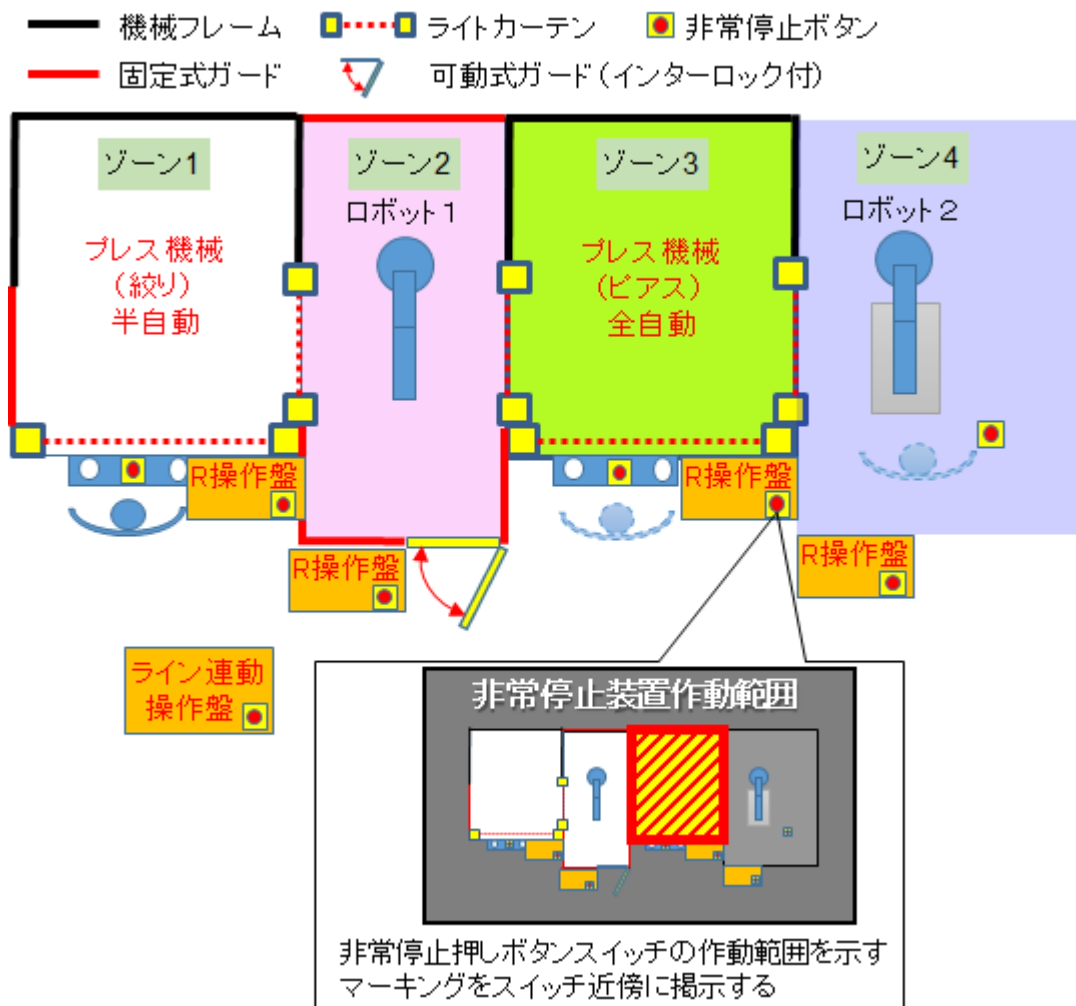 機械フレーム
ライトカーテン
非常停止ボタン
固定式ガード
可動式ガード(インターロック付)
ゾーン1
ゾーン2
ゾーン3
ゾーン4
ロボット1
ロボット2
プレス機械
(絞り)
半自動
プレス機械
(ピアス)
全自動
R操作盤
R操作盤
R操作盤
R操作盤
ライン連動
操作盤
非常停止装置作動範囲
非常停止押しボタンスイッチの作動範囲を示す
マーキングをスイッチ近傍に掲示する